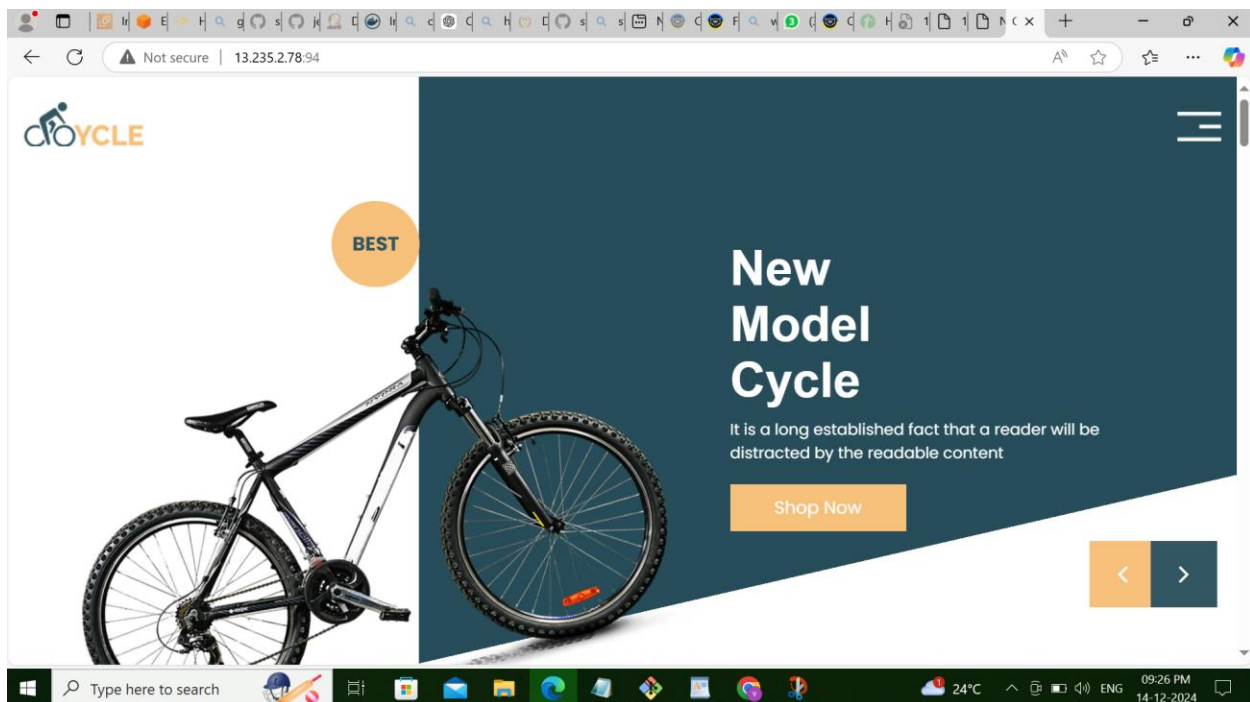 Not secure | 13.235.2.78:94
CYCLE
BEST
New
Model
Cycle
It is a long established fact that a reader will be
distracted by the readable content
Shop Now
Type here to search
24°C
ENG
09:26 PM
14-12-2024